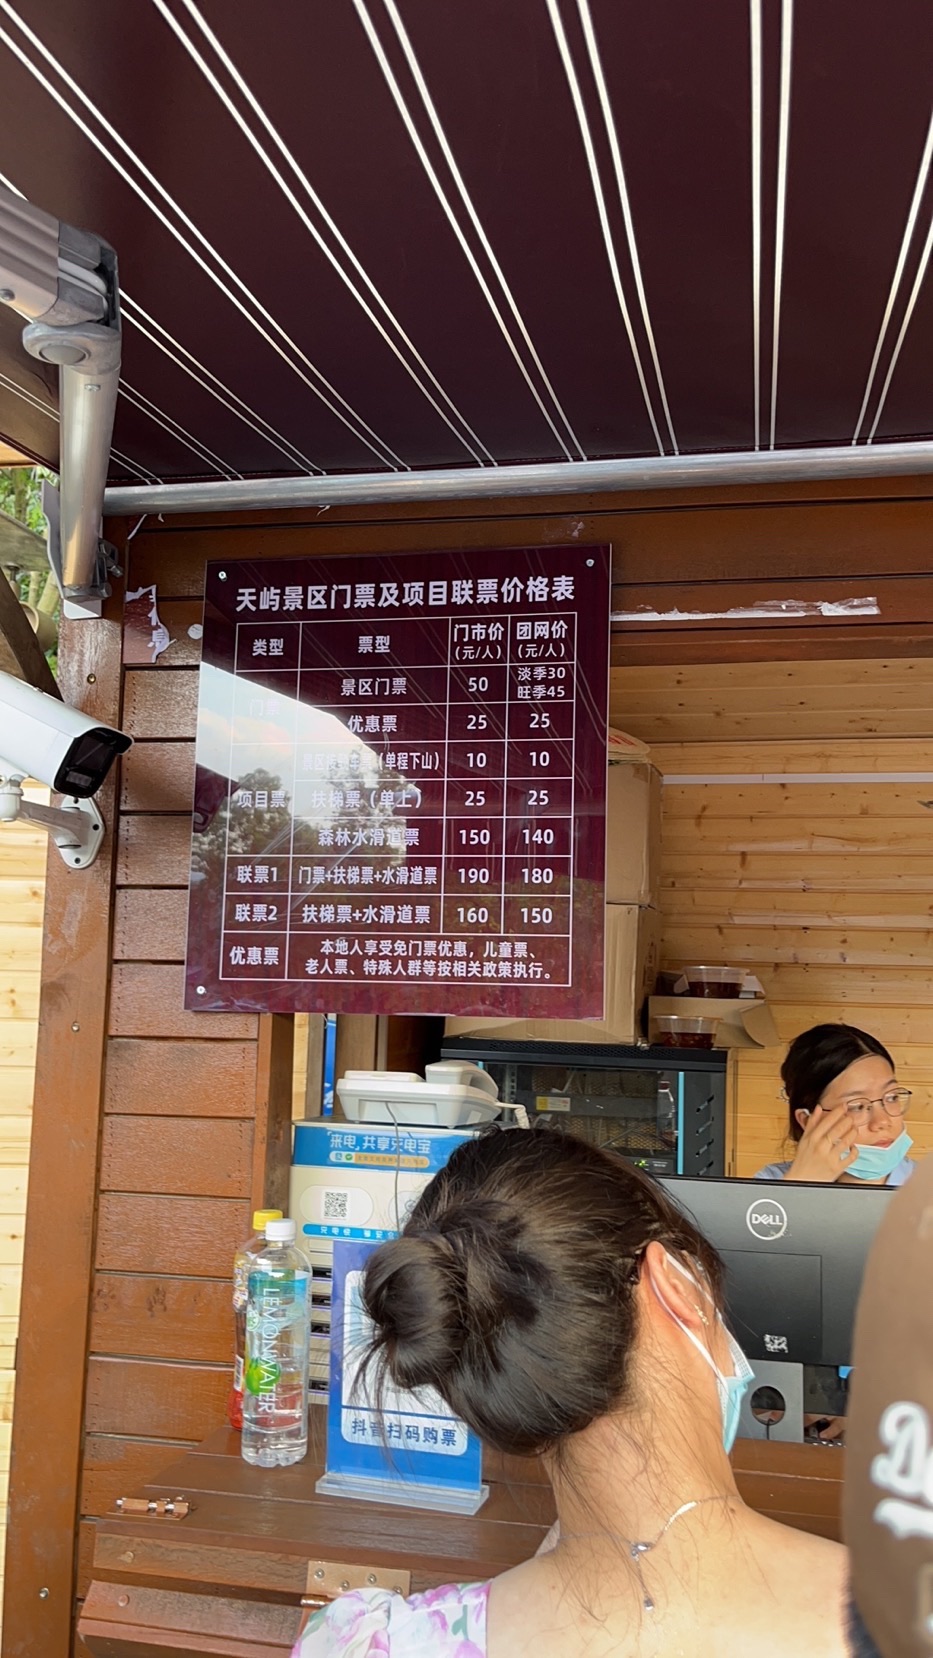 天屿景区门票及项目联票价格表
类型 票型 门市价 (元/人) 团网价 (元/人)
门票 景区门票 50 淡季30 旺季45
优惠票 25 25
(单程下山) 10 10
项目票 扶梯票(单上) 25 25
森林水滑道票 150 140
联票1 门票+扶梯票+水滑道票 190 180
联票2 扶梯票+水滑道票 160 150
优惠票 本地人享受免门票优惠，儿童票、
老人票、特殊人群等按相关政策执行。
来电 共享充电宝
DELL
LEMONWATER
抖音扫码购票